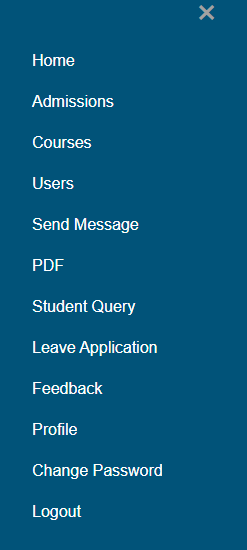 Home
Admissions
Courses
Users
Send Message
PDF
Student Query
Leave Application
Feedback
Profile
Change Password
Logout